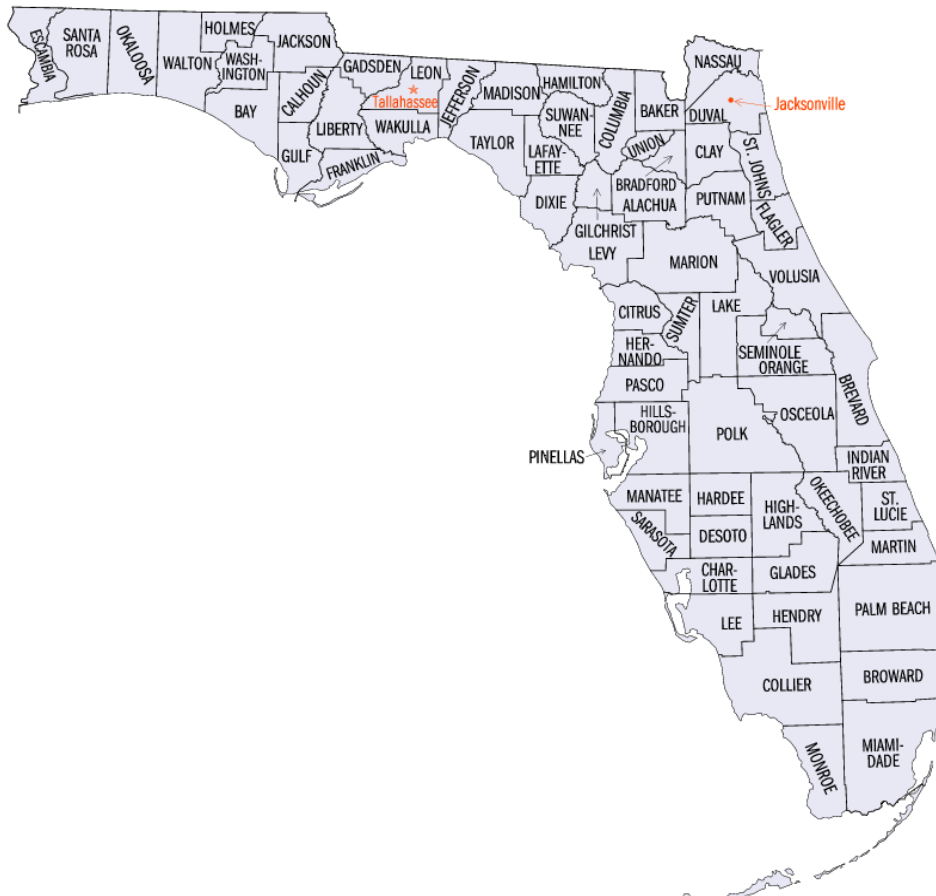 ESCAMBIA
SANTA
ROSA
OKALOOSA
WALTON
HOLMES
WASH-
INGTON
JACKSON
BAY
CALHOUN
GULF
GADSDEN
LIBERTY
FRANKLIN
LEON
Tallahassee
WAKULLA
JEFFERSON
MADISON
TAYLOR
HAMILTON
SUWAN-
NEE
LAFAY-
ETTE
DIXIE
COLUMBIA
BAKER
NASSAU
Jacksonville
DUVAL
UNION
CLAY
ST. JOHNS
BRADFORD
ALACHUA
PUTNAM
FLAGLER
GILCHRIST
LEVY
MARION
VOLUSIA
CITRUS
SUMTER
LAKE
HER-
NANDO
SEMINOLE
ORANGE
BREVARD
PASCO
HILLS-
BOROUGH
PINELLAS
POLK
OSCEOLA
INDIAN
RIVER
MANATEE
HARDEE
HIGH-
LANDS
OKEECHOBEE
ST.
LUCIE
SARASOTA
DESOTO
MARTIN
CHAR-
LOTTE
GLADES
LEE
HENDRY
PALM BEACH
COLLIER
BROWARD
MONROE
MIAMI-
DADE